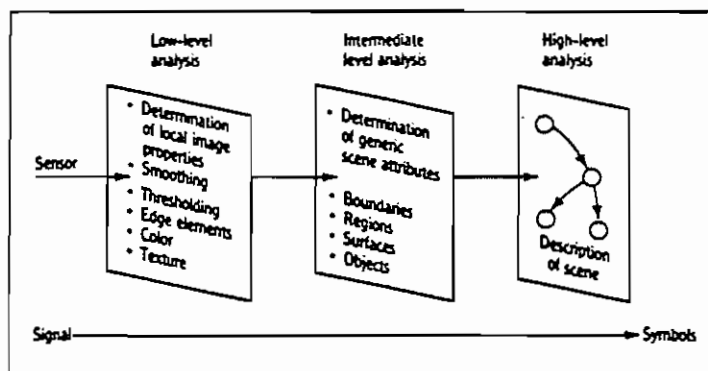 Low-level
analysis
Intermediate
level analysis
High-level
analysis
Sensor
• Determination
of local image
properties
• Smoothing
• Thresholding
• Edge elements
• Color
• Texture
• Determination
of generic
scene attributes
• Boundaries
• Regions
• Surfaces
• Objects
Description
of scene
Signal
Symbols